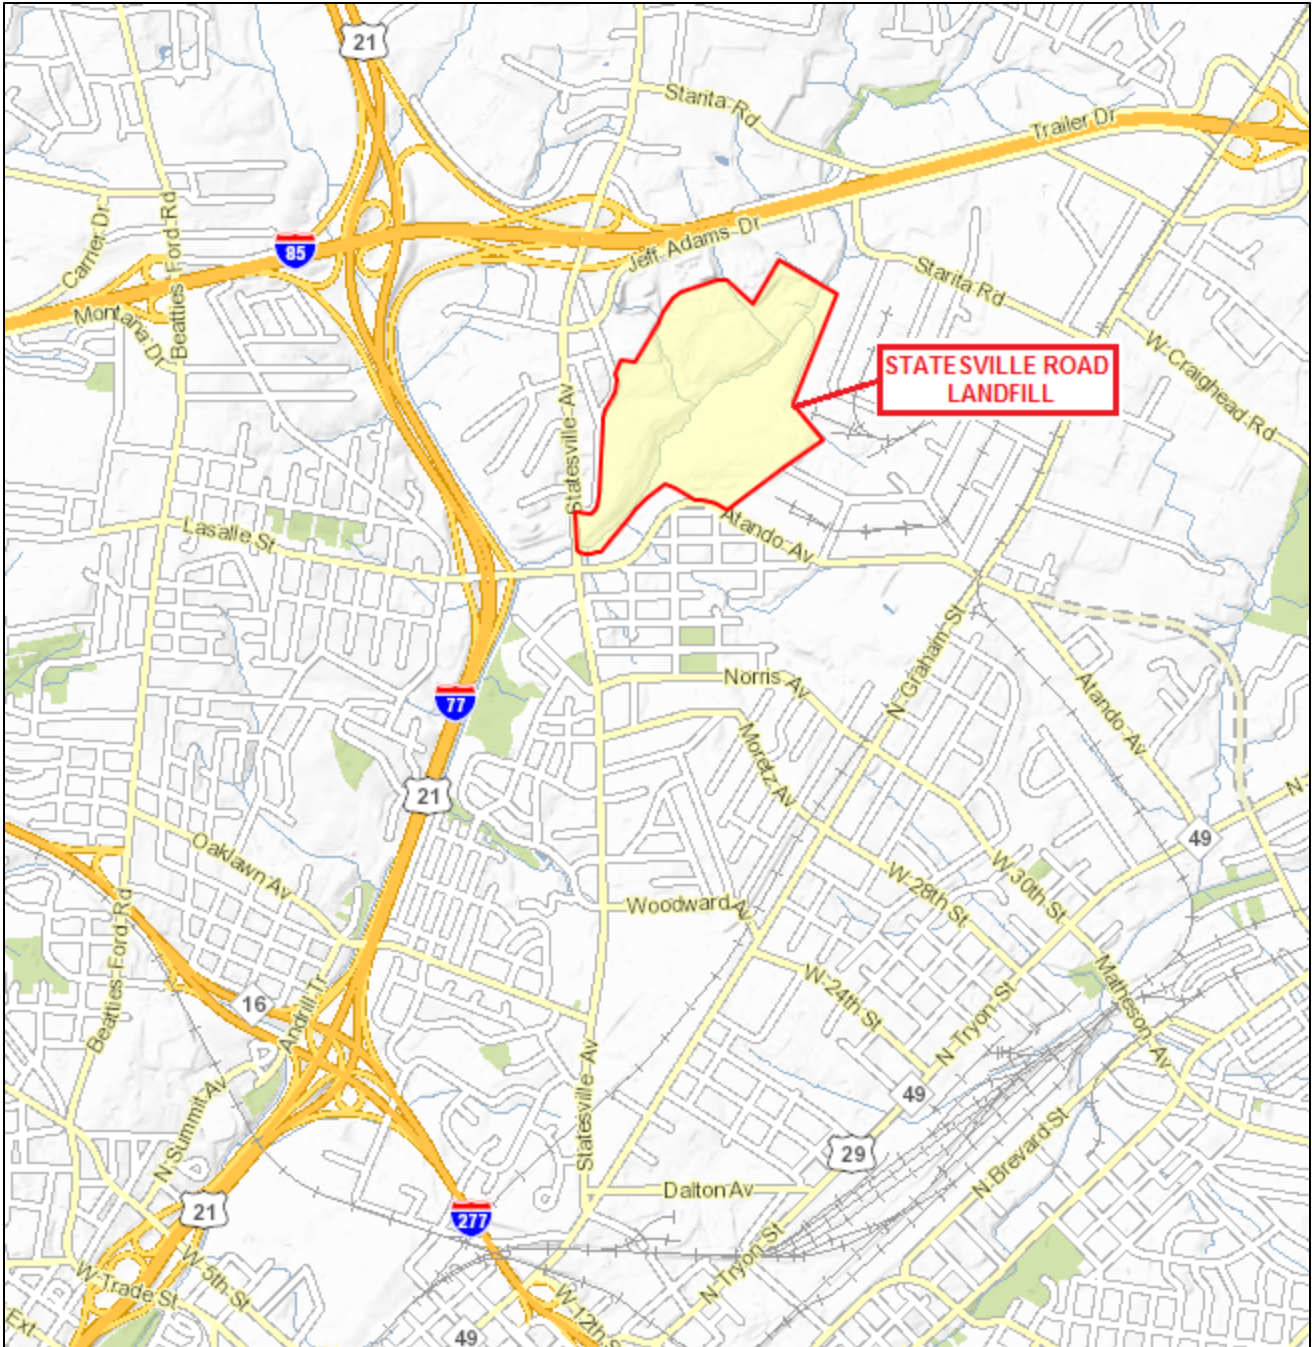 21
Starita Rd
Trailer Dr
Carrier Dr
Beatties-Ford-Rd
85
Jeff-Adams-Dr
Starita Rd
Montana Dr
W-Craighead-Rd
STATESVILLE ROAD
LANDFILL
Statesville-Av
Lasalle St
Atando-Av
N-Graham-St
Norris-Av
Atando-Av
77
Moretz-Av
21
N-
49
Oaklawn Av
W-30th-St
W-28th-St
Woodward-Av
Beatties-Ford-Rd
Matheson-Av
W-24th-St
16
Andrill-Tr
N-Tryon-St
Statesville-Av
49
N-Summit-Av
29
N-Brevard-St
Dalton-Av
21
277
W-5th-St
W-Trade St
N-Tryon-St
W-12th-S
Ext
49